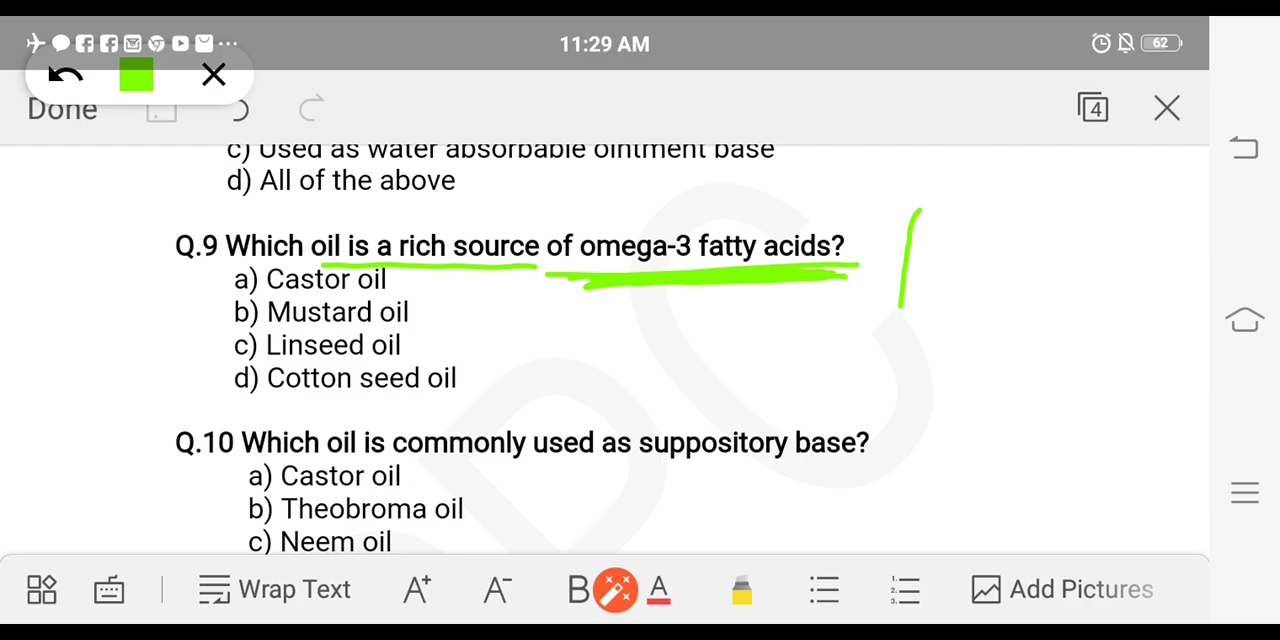 11:29 AM
62
Done
4
c) Used as water absorbable ointment base
d) All of the above
Q.9 Which oil is a rich source of omega-3 fatty acids?
a) Castor oil
b) Mustard oil
c) Linseed oil
d) Cotton seed oil
Q.10 Which oil is commonly used as suppository base?
a) Castor oil
b) Theobroma oil
c) Neem oil
Wrap Text A+ A- B A Add Pictures